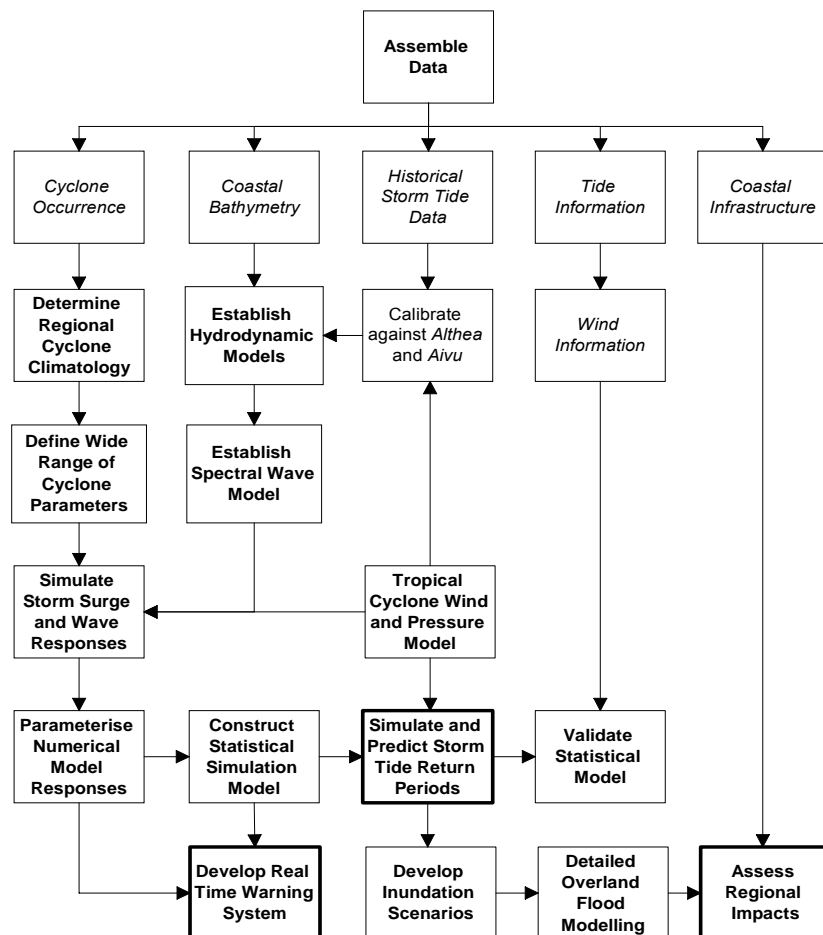 Assemble
Data
Cyclone
Occurrence
Coastal
Bathymetry
Historical
Storm Tide
Data
Tide
Information
Coastal
Infrastructure
Determine
Regional
Cyclone
Climatology
Establish
Hydrodynamic
Models
Calibrate
against Althea
and Aivu
Wind
Information
Define Wide
Range of
Cyclone
Parameters
Establish
Spectral Wave
Model
Simulate
Storm Surge
and Wave
Responses
Tropical
Cyclone Wind
and Pressure
Model
Parameterise
Numerical
Model
Responses
Construct
Statistical
Simulation
Model
Simulate and
Predict Storm
Tide Return
Periods
Validate
Statistical
Model
Develop Real
Time Warning
System
Develop
Inundation
Scenarios
Detailed
Overland
Flood
Modelling
Assess
Regional
Impacts